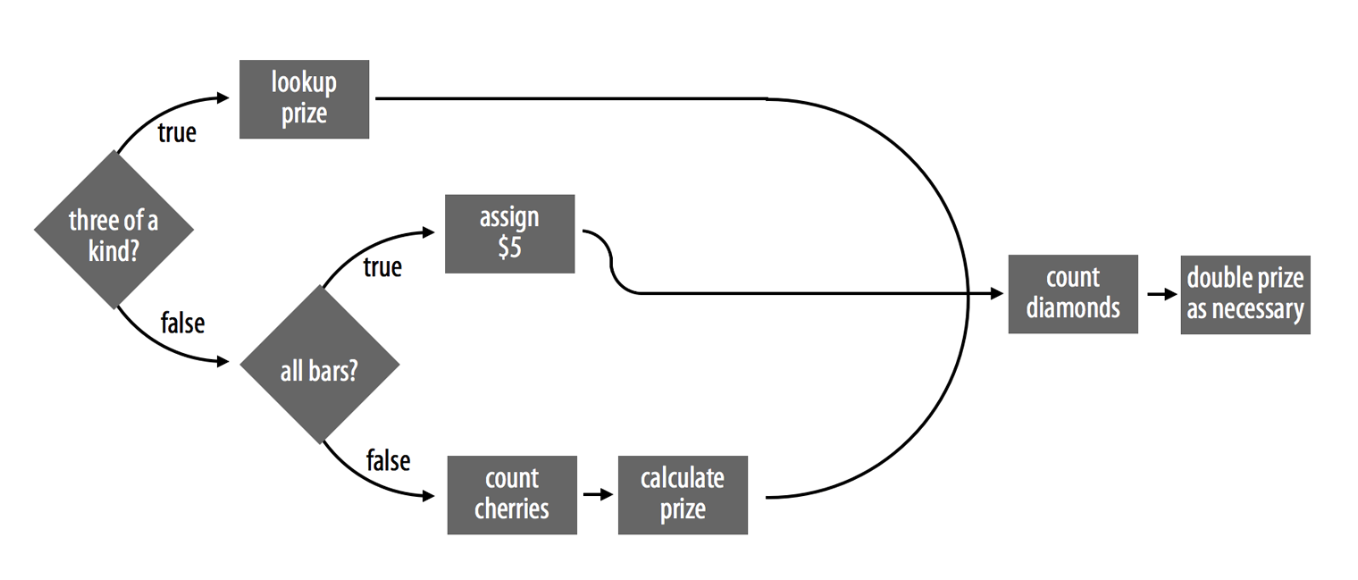 lookup
prize
true
three of a
kind?
false
assign
$5
true
all bars?
false
count
cherries
calculate
prize
count
diamonds
double prize
as necessary